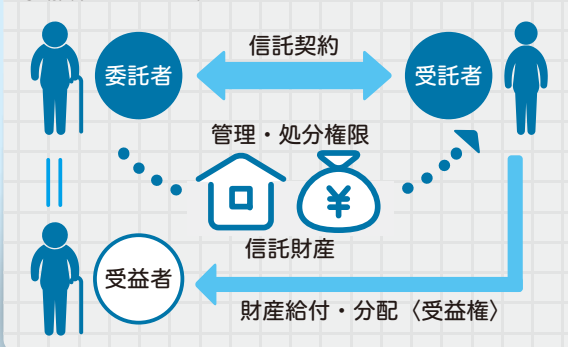 信託契約
委託者
受託者
管理・処分権限
¥
信託財産
受益者
財産給付・分配〈受益権〉